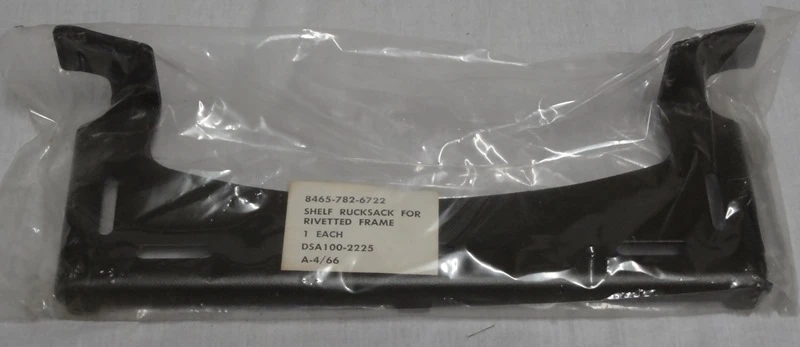 8465-782-6722
SHELF RUCKSACK FOR
RIVETTED FRAME
1 EACH
DSA100-2225
A-4/66